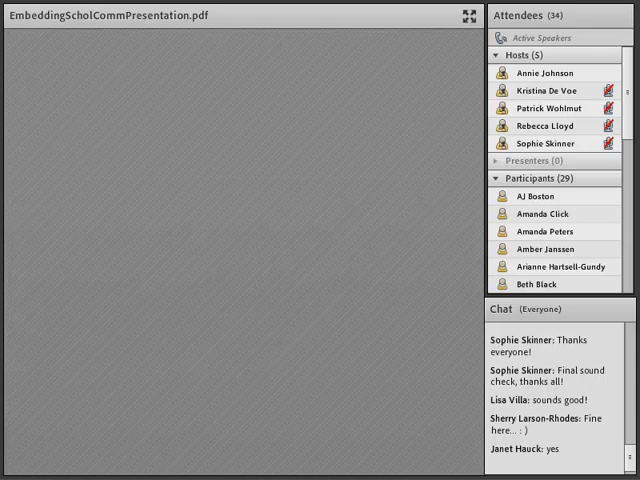 EmbeddingScholCommPresentation.pdf
Attendees (34)
Active Speakers
Hosts (5)
Annie Johnson
Kristina De Voe
Patrick Wohlmut
Rebecca Lloyd
Sophie Skinner
Presenters (0)
Participants (29)
AJ Boston
Amanda Click
Amanda Peters
Amber Janssen
Arianne Hartsell-Gundy
Beth Black
Chat (Everyone)
Sophie Skinner: Thanks
everyone!
Sophie Skinner: Final sound
check, thanks all!
Lisa Villa: sounds good!
Sherry Larson-Rhodes: Fine
here... : )
Janet Hauck: yes